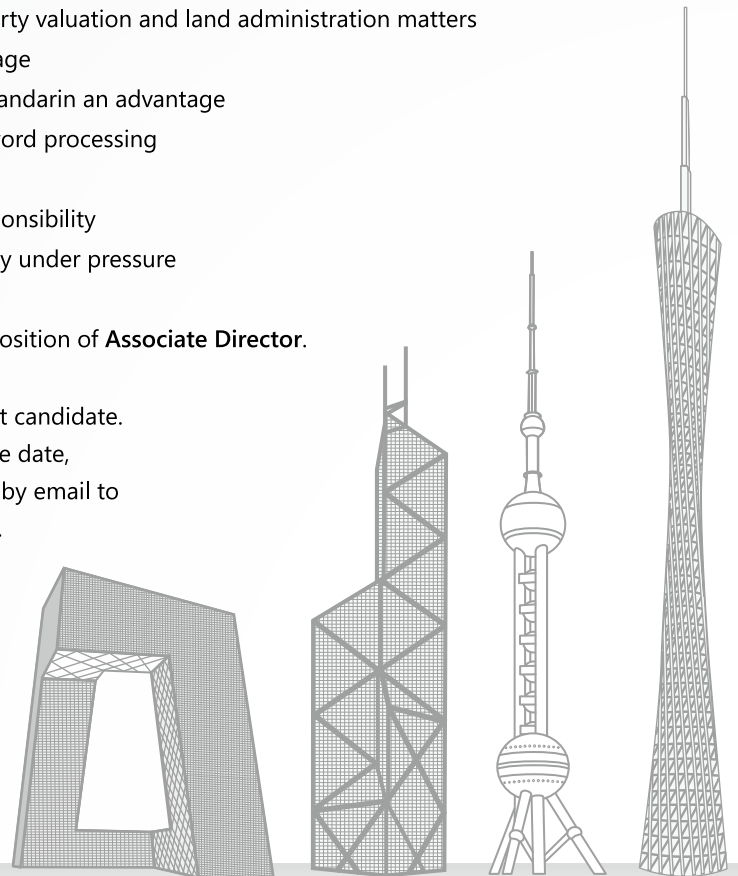 rty valuation and land administration matters
age
andarin an advantage
ord processing
onsibility
y under pressure
osition of Associate Director.
t candidate.
e date,
by email to
.